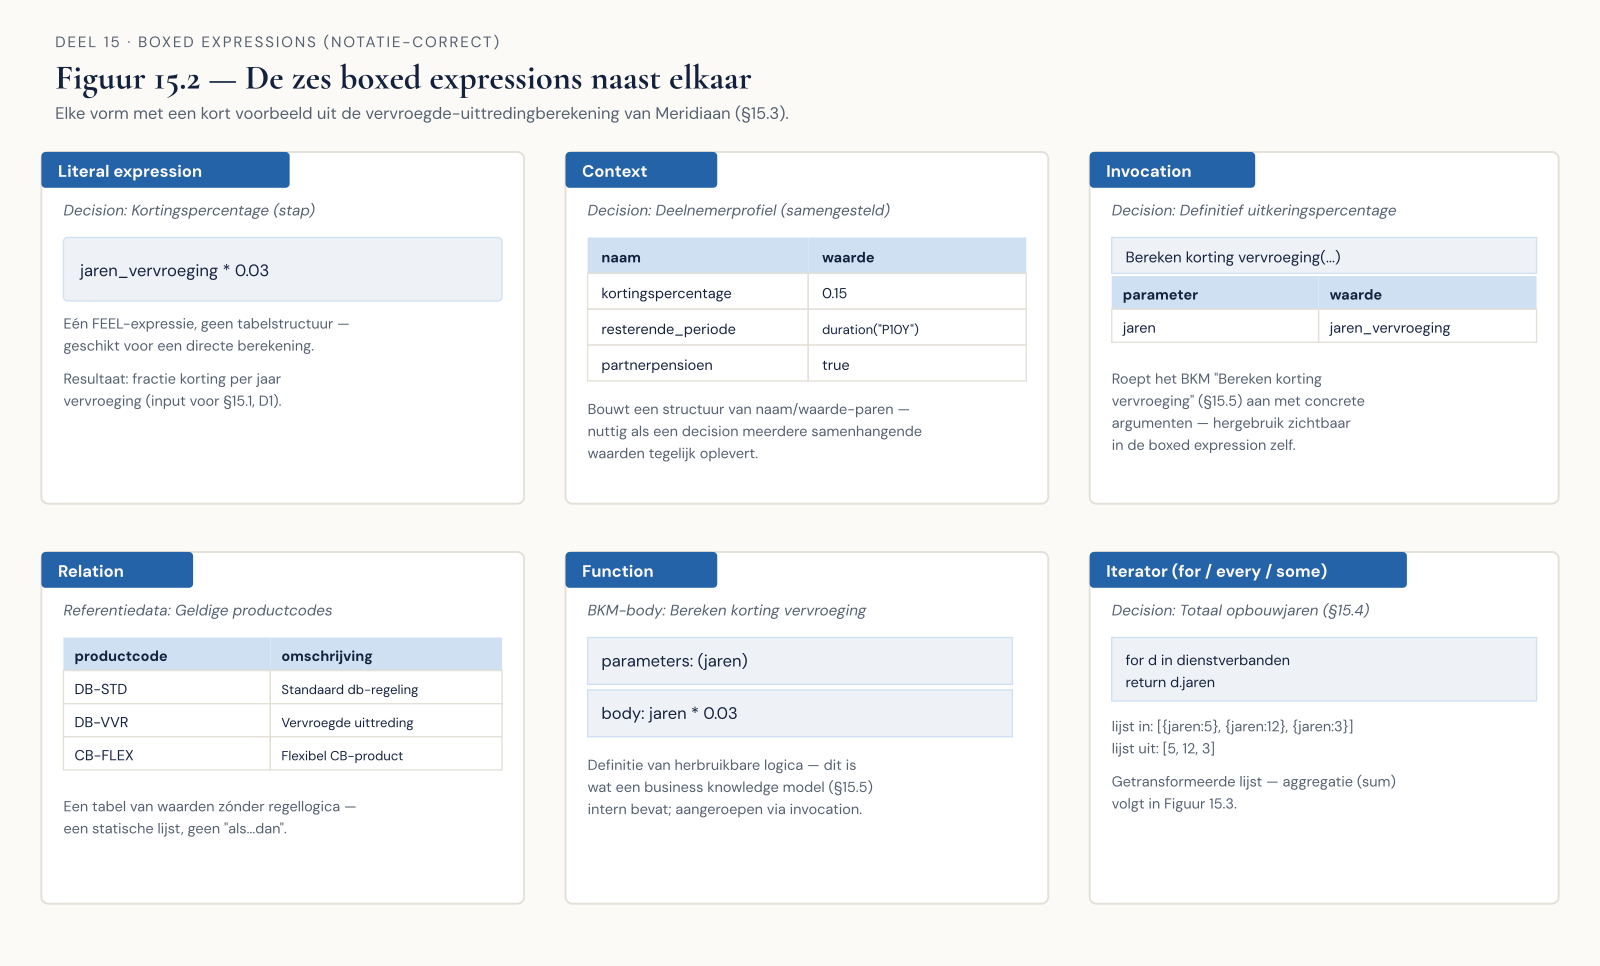 DEEL 15 · BOXED EXPRESSIONS (NOTATIE-CORRECT)
Figuur 15.2 — De zes boxed expressions naast elkaar
Elke vorm met een kort voorbeeld uit de vervroegde-uittredingberekening van Meridiaan (§15.3).
Literal expression
Decision: Kortingspercentage (stap)
jaren_vervroeging * 0.03
Eén FEEL-expressie, geen tabelstructuur —
geschikt voor een directe berekening.
Resultaat: fractie korting per jaar
vervroeging (input voor §15.1, D1).
Context
Decision: Deelnemerprofiel (samengesteld)
naam waarde
kortingspercentage 0.15
resterende_periode duration("P10Y")
partnerpensioen true
Bouwt een structuur van naam/waarde-paren —
nuttig als een decision meerdere samenhangende
waarden tegelijk oplevert.
Invocation
Decision: Definitief uitkeringspercentage
Bereken korting vervroeging(...)
parameter waarde
jaren jaren_vervroeging
Roept het BKM "Bereken korting
vervroeging" (§15.5) aan met concrete
argumenten — hergebruik zichtbaar
in de boxed expression zelf.
Relation
Referentiedata: Geldige productcodes
productcode omschrijving
DB-STD Standaard db-regeling
DB-VVR Vervroegde uittreding
CB-FLEX Flexibel CB-product
Een tabel van waarden zónder regellogica —
een statische lijst, geen "als...dan".
Function
BKM-body: Bereken korting vervroeging
parameters: (jaren)
body: jaren * 0.03
Definitie van herbruikbare logica — dit is
wat een business knowledge model (§15.5)
intern bevat; aangeroepen via invocation.
Iterator (for / every / some)
Decision: Totaal opbouwjaren (§15.4)
for d in dienstverbanden
return d.jaren
lijst in: [{jaren:5}, {jaren:12}, {jaren:3}]
lijst uit: [5, 12, 3]
Getransformeerde lijst — aggregatie (sum)
volgt in Figuur 15.3.